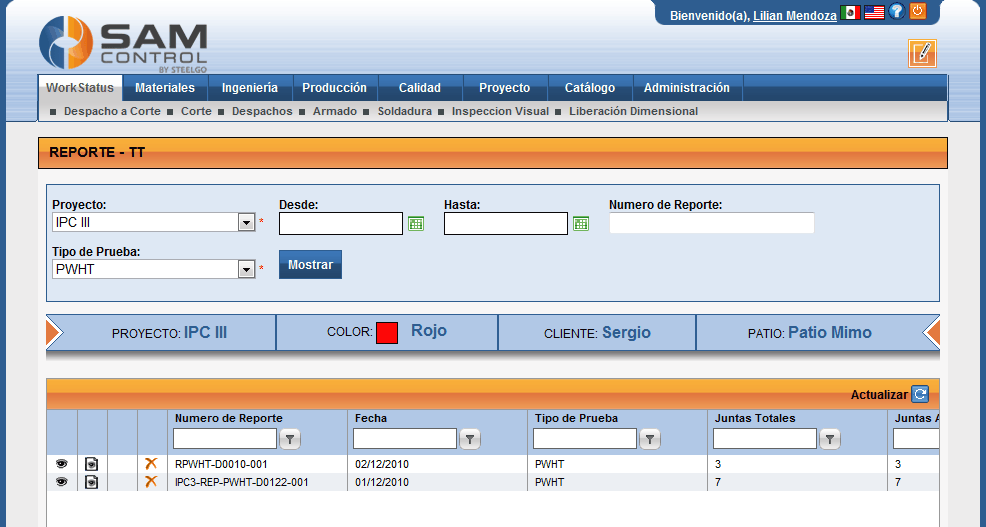 Bienvenido(a), Lilian Mendoza
SAM
CONTROL
BY STEELGO
WorkStatus Materiales Ingeniería Producción Calidad Proyecto Catálogo Administración
Despacho a Corte Corte Despachos Armado Soldadura Inspeccion Visual Liberación Dimensional
REPORTE - TT
Proyecto: Desde: Hasta: Numero de Reporte:
IPC III *
Tipo de Prueba:
PWHT * Mostrar
PROYECTO: IPC III COLOR: Rojo CLIENTE: Sergio PATIO: Patio Mimo
Actualizar
Numero de Reporte Fecha Tipo de Prueba Juntas Totales Juntas A
RPWHT-D0010-001 02/12/2010 PWHT 3 3
IPC3-REP-PWHT-D0122-001 01/12/2010 PWHT 7 7